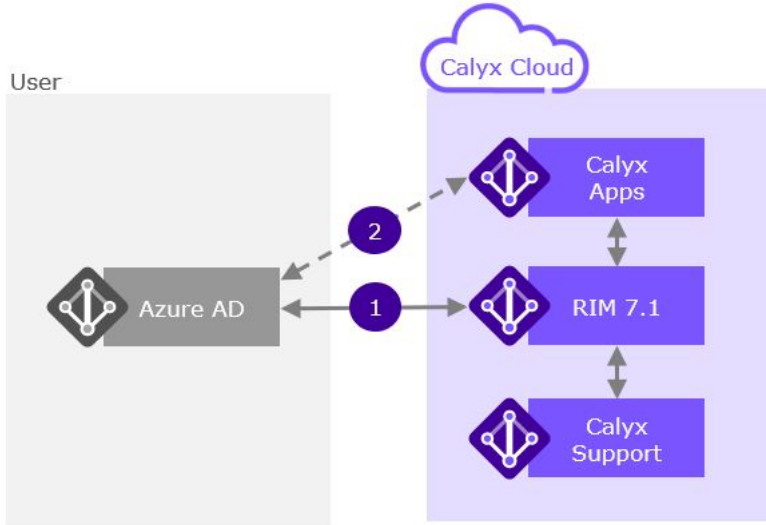 Calyx Cloud
User
Calyx
Apps
2
Azure AD
1
RIM 7.1
Calyx
Support